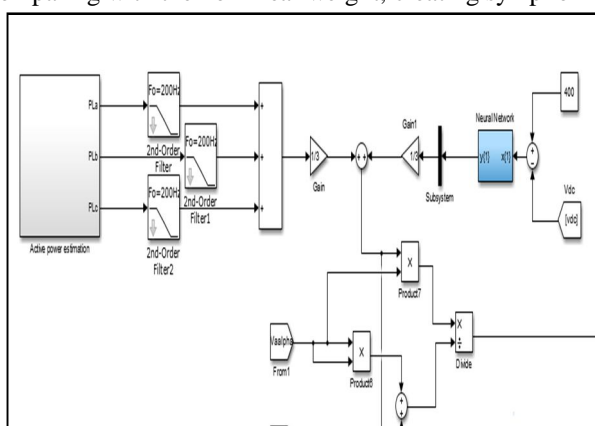 PLa
PLb
PLc
Active power estimation
Fo=200Hz
2nd-Order
Filter
Fo=200Hz
2nd-Order
Filter1
Fo=200Hz
2nd-Order
Filter2
+
+
+
1/3
Gain
+ +
Gain1
1/3
Subsystem
Neural Network
y{1} x{1}
400
+
-
Vdc
[vdc]
X
Product7
Vsalpha
From1
X
Product6
X
÷
Divide
+
+